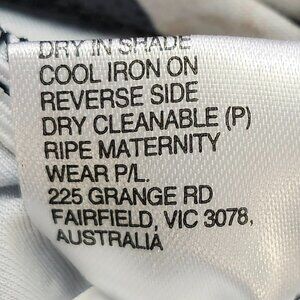 DRY IN SHADE
COOL IRON ON
REVERSE SIDE
DRY CLEANABLE (P)
RIPE MATERNITY
WEAR P/L.
225 GRANGE RD
FAIRFIELD, VIC 3078,
AUSTRALIA